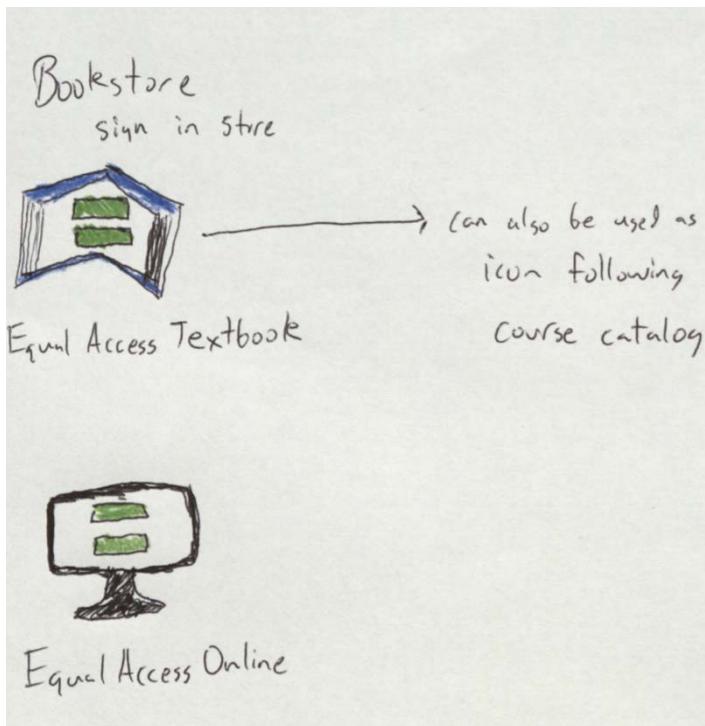 Bookstore
sign in store
can also be used as
icon following
course catalog
Equal Access Textbook
Equal Access Online